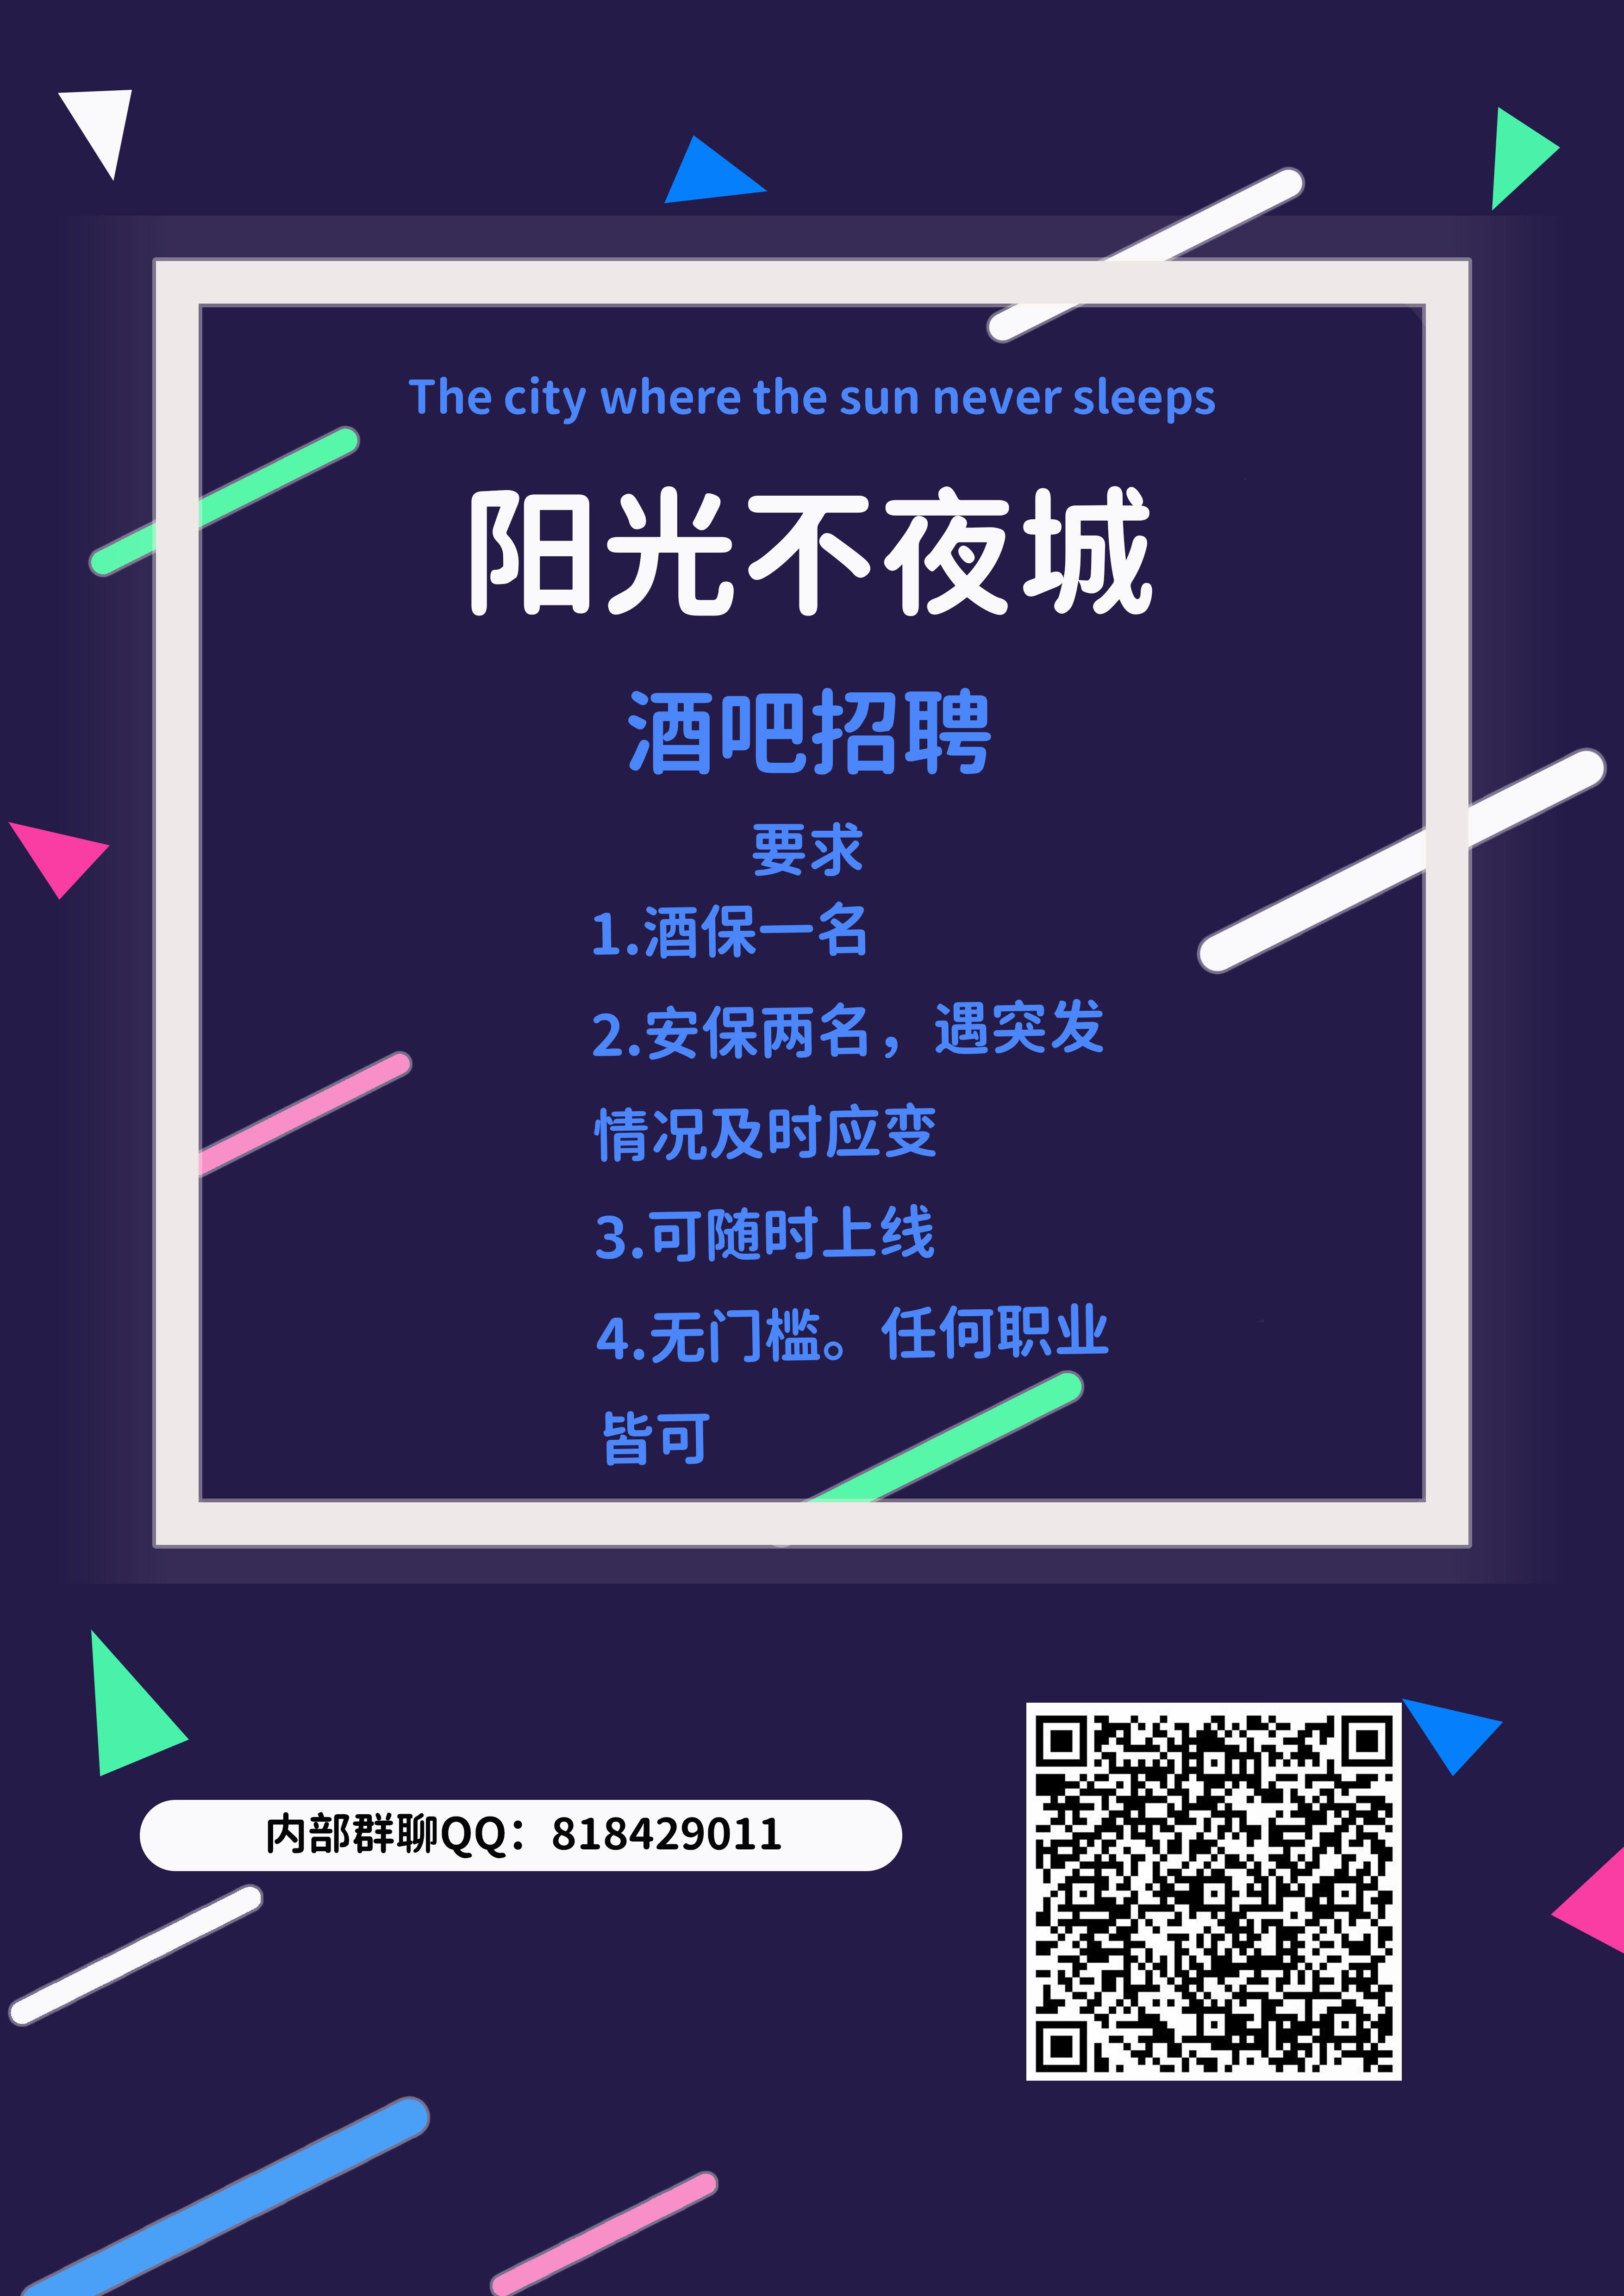 The city where the sun never sleeps
阳光不夜城
酒吧招聘
要求
1.酒保一名
2.安保两名，遇突发
情况及时应变
3.可随时上线
4.无门槛。任何职业
皆可
内部群聊QQ：818429011